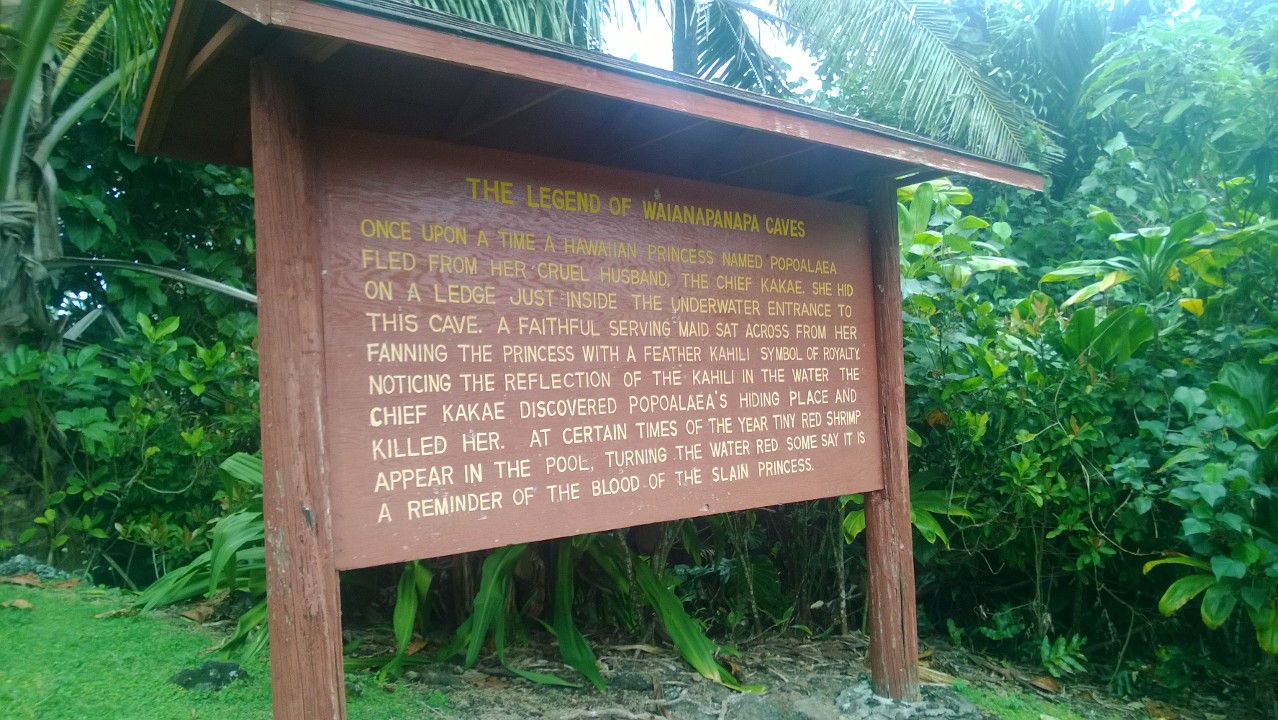 THE LEGEND OF WAIANAPANAPA CAVES
ONCE UPON A TIME A HAWAIIAN PRINCESS NAMED POPOALAEA
FLED FROM HER CRUEL HUSBAND, THE CHIEF KAKAE. SHE HID
ON A LEDGE JUST INSIDE THE UNDERWATER ENTRANCE TO
THIS CAVE. A FAITHFUL SERVING MAID SAT ACROSS FROM HER
FANNING THE PRINCESS WITH A FEATHER KAHILI SYMBOL OF ROYALTY.
NOTICING THE REFLECTION OF THE KAHILI IN THE WATER THE
CHIEF KAKAE DISCOVERED POPOALAEA'S HIDING PLACE AND
KILLED HER. AT CERTAIN TIMES OF THE YEAR TINY RED SHRIMP
APPEAR IN THE POOL, TURNING THE WATER RED. SOME SAY IT IS
A REMINDER OF THE BLOOD OF THE SLAIN PRINCESS.